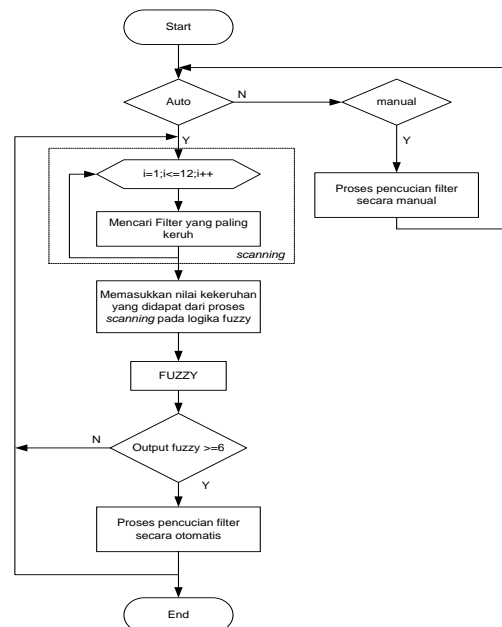 Start
Auto
N
manual
Y
Y
i=1;i<=12;i++
Proses pencucian filter
secara manual
Mencari Filter yang paling
keruh
scanning
Memasukkan nilai kekeruhan
yang didapat dari proses
scanning pada logika fuzzy
FUZZY
N
Output fuzzy >=6
Y
Proses pencucian filter
secara otomatis
End